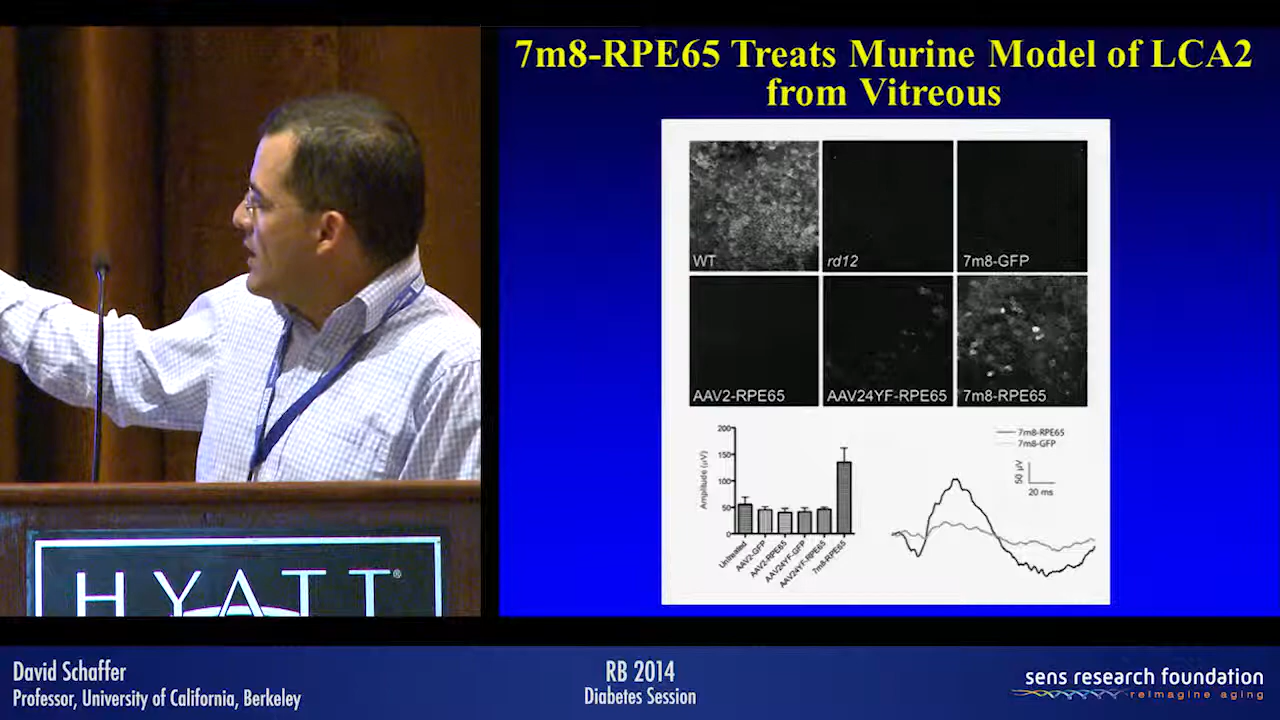 7m8-RPE65 Treats Murine Model of LCA2
from Vitreous
WT
rd12
7m8-GFP
AAV2-RPE65
AAV24YF-RPE65
7m8-RPE65
200
150
100
50
0
Amplitude (µV)
Untreated
AAV2-GFP
AAV2-RPE65
AAV24YF-GFP
AAV24YF-RPE65
7m8-RPE65
7m8-RPE65
7m8-GFP
50 µV
20 ms
HYATT®
David Schaffer
Professor, University of California, Berkeley
RB 2014
Diabetes Session
sens research foundation
reimagine aging